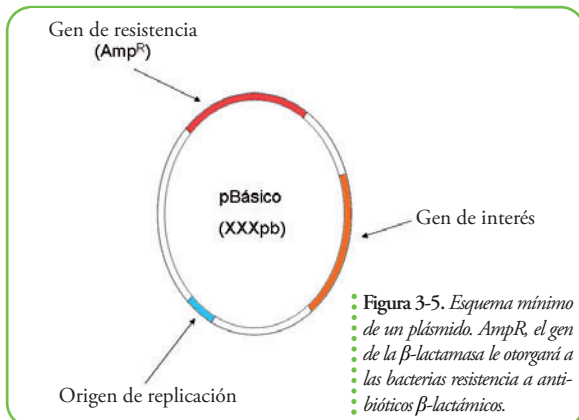 Gen de resistencia
(AmpR)
pBásico
(XXXpb)
Gen de interés
Origen de replicación
Figura 3-5. Esquema mínimo
de un plásmido. AmpR, el gen
de la β-lactamasa le otorgará a
las bacterias resistencia a anti-
bióticos β-lactámicos.